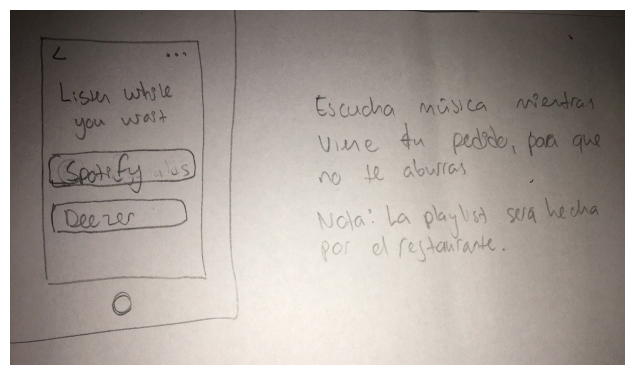 <
...
Listen while
you wait
Spotify
Deezer
Escucha música mientras
viene tu pedido, para que
no te aburras
Nota: La playlist será hecha
por el restaurante.